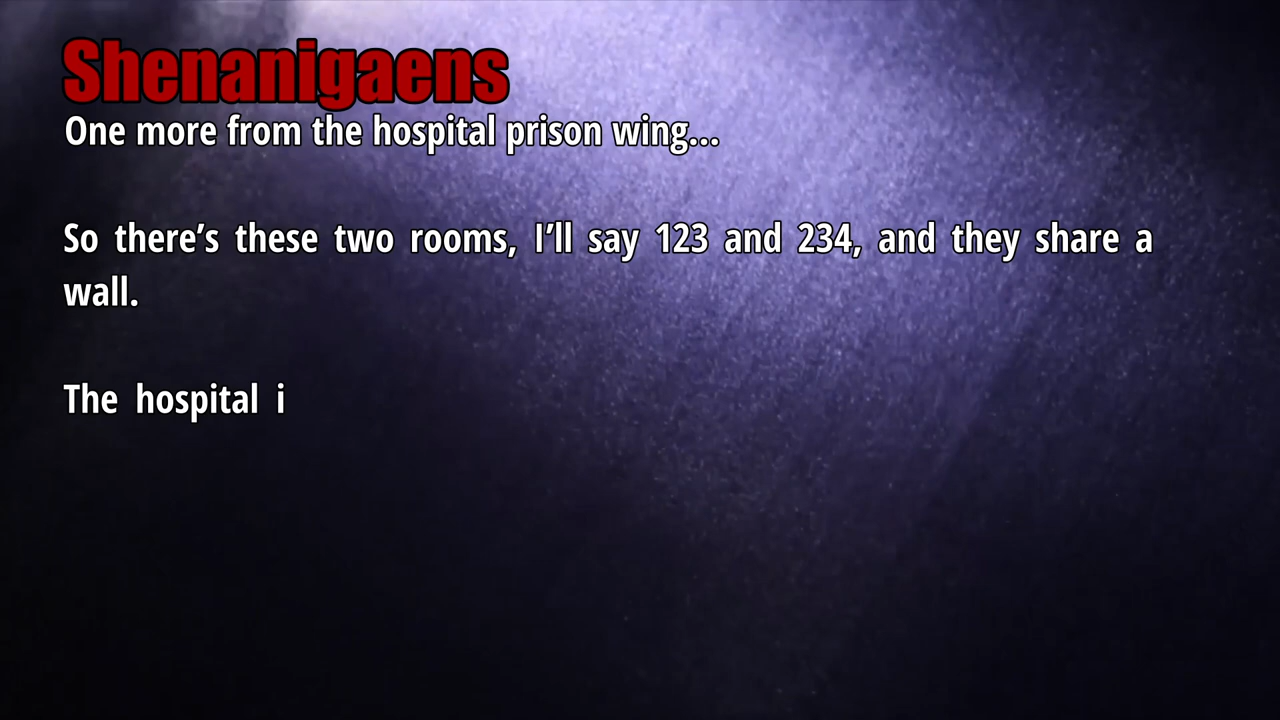 Shenanigaens
One more from the hospital prison wing...
So there’s these two rooms, I’ll say 123 and 234, and they share a
wall.
The hospital i